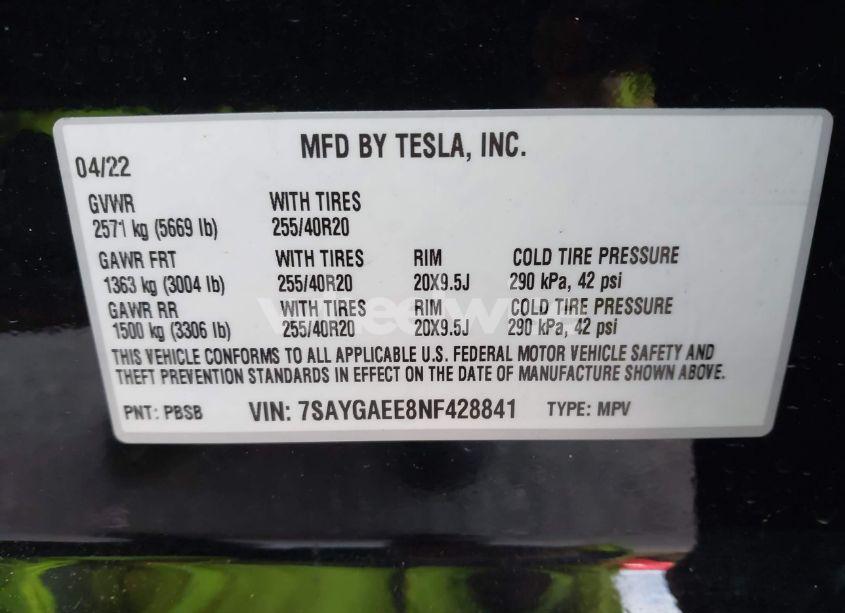 MFD BY TESLA, INC.
04/22
GVWR WITH TIRES
2571 kg (5669 lb) 255/40R20
GAWR FRT WITH TIRES RIM COLD TIRE PRESSURE
1363 kg (3004 lb) 255/40R20 20X9.5J 290 kPa, 42 psi
GAWR RR WITH TIRES RIM COLD TIRE PRESSURE
1500 kg (3306 lb) 255/40R20 20X9.5J 290 kPa, 42 psi
THIS VEHICLE CONFORMS TO ALL APPLICABLE U.S. FEDERAL MOTOR VEHICLE SAFETY AND
THEFT PREVENTION STANDARDS IN EFFECT ON THE DATE OF MANUFACTURE SHOWN ABOVE.
PNT: PBSB VIN: 7SAYGAEE8NF428841 TYPE: MPV